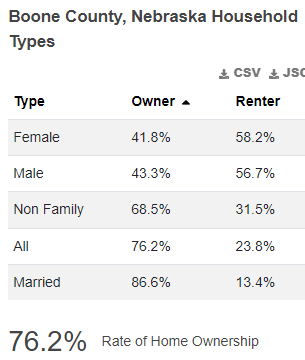 Boone County, Nebraska Household
Types
CSV JSO
Type Owner Renter
Female 41.8% 58.2%
Male 43.3% 56.7%
Non Family 68.5% 31.5%
All 76.2% 23.8%
Married 86.6% 13.4%
76.2% Rate of Home Ownership